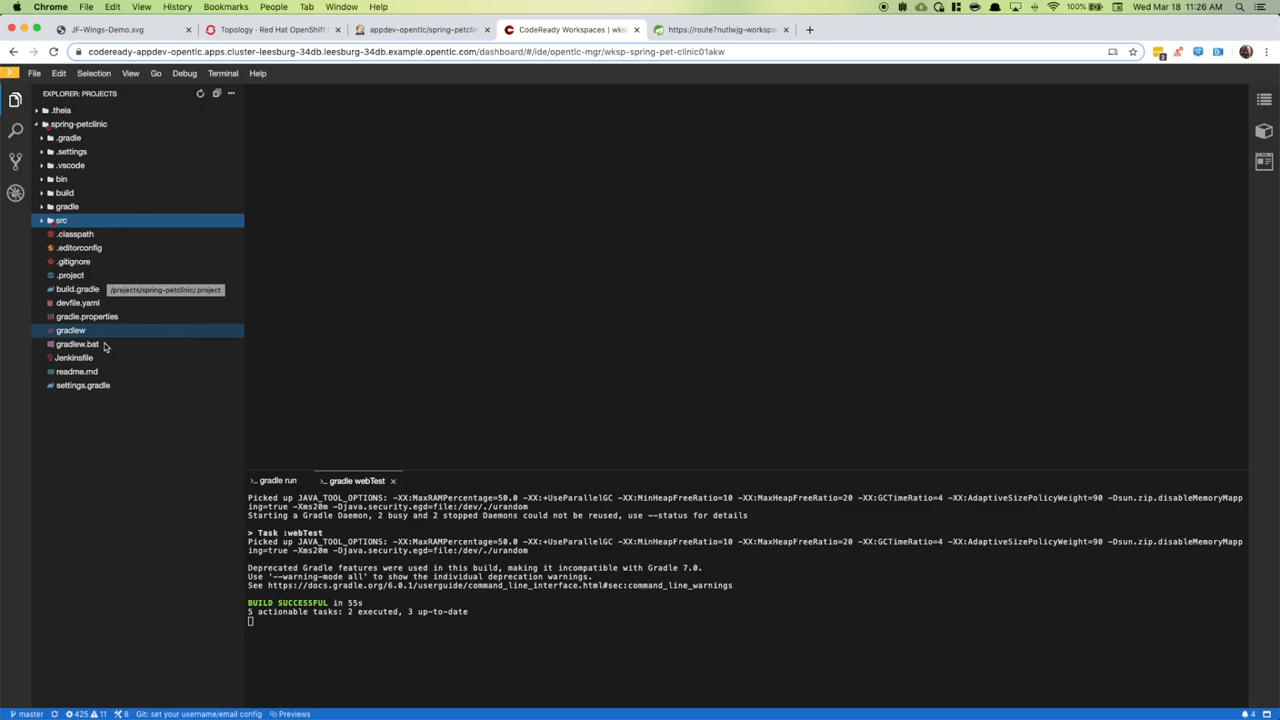 Chrome File Edit View History Bookmarks People Tab Window Help 100% Wed Mar 18 11:26 AM
JF-Wings-Demo.svg Topology · Red Hat OpenShift C appdev-opentlc/spring-petclin CodeReady Workspaces | wksp https://route7nutlwjg-workspa
codeready-appdev-opentlc.apps.cluster-leesburg-34db.leesburg-34db.example.opentlc.com/dashboard/#/ide/opentlc-mgr/wksp-spring-pet-clinic01akw
File Edit Selection View Go Debug Terminal Help
EXPLORER: PROJECTS
.theia
spring-petclinic
.gradle
.settings
.vscode
bin
build
gradle
src
.classpath
.editorconfig
.gitignore
.project
build.gradle /projects/spring-petclinic/.project
devfile.yaml
gradle.properties
gradlew
gradlew.bat
Jenkinsfile
readme.md
settings.gradle
>_ gradle run >_ gradle webTest
Picked up JAVA_TOOL_OPTIONS: -XX:MaxRAMPercentage=50.0 -XX:+UseParallelGC -XX:MinHeapFreeRatio=10 -XX:MaxHeapFreeRatio=20 -XX:GCTimeRatio=4 -XX:AdaptiveSizePolicyWeight=90 -Dsun.zip.disableMemoryMapp
ing=true -Xms20m -Djava.security.egd=file:/dev/./urandom
Starting a Gradle Daemon, 2 busy and 2 stopped Daemons could not be reused, use --status for details
> Task :webTest
Picked up JAVA_TOOL_OPTIONS: -XX:MaxRAMPercentage=50.0 -XX:+UseParallelGC -XX:MinHeapFreeRatio=10 -XX:MaxHeapFreeRatio=20 -XX:GCTimeRatio=4 -XX:AdaptiveSizePolicyWeight=90 -Dsun.zip.disableMemoryMapp
ing=true -Xms20m -Djava.security.egd=file:/dev/./urandom
Deprecated Gradle features were used in this build, making it incompatible with Gradle 7.0.
Use '--warning-mode all' to show the individual deprecation warnings.
See https://docs.gradle.org/6.0.1/userguide/command_line_interface.html#sec:command_line_warnings
BUILD SUCCESSFUL in 55s
5 actionable tasks: 2 executed, 3 up-to-date
master 425 11 8 Git: set your username/email config Previews 4